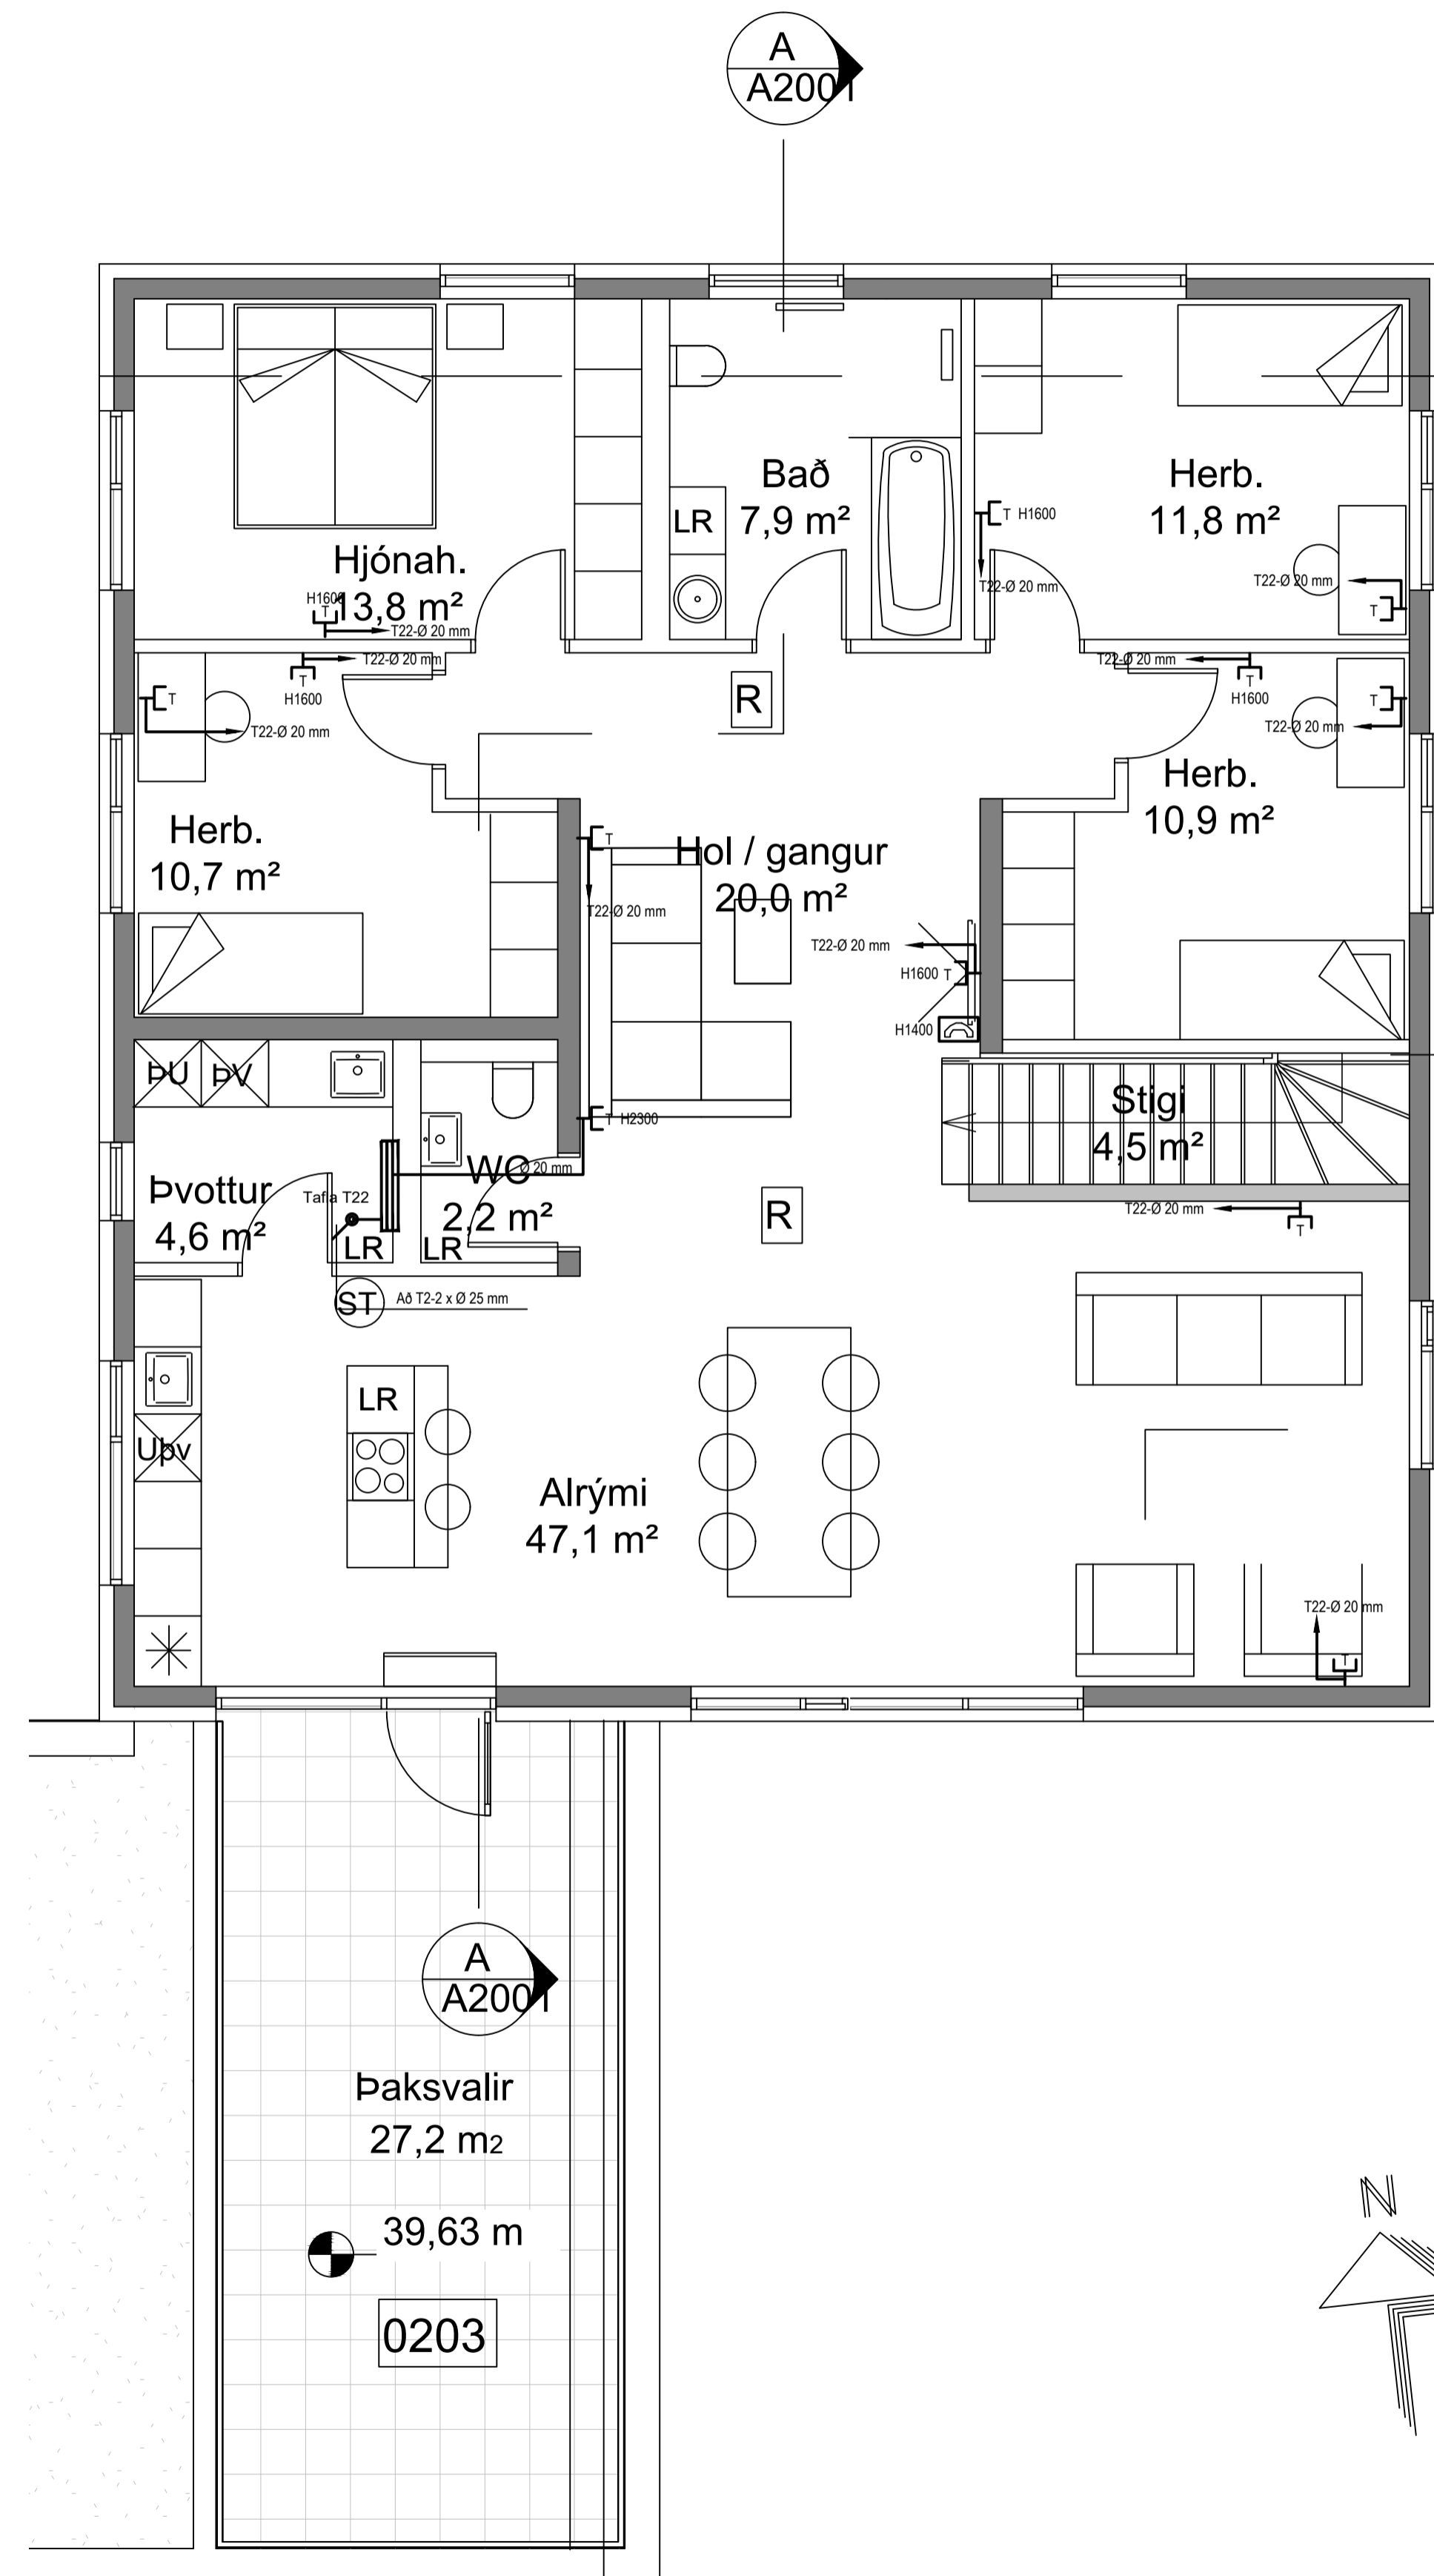 A
A2001
Bað
7,9 m²
Herb.
11,8 m²
LR
T H1600
T22-Ø 20 mm
T22-Ø 20 mm
T
Hjónah.
13,8 m²
H1600
T
T22-Ø 20 mm
T22-Ø 20 mm
T
H1600
T
T22-Ø 20 mm
R
T22-Ø 20 mm
T
H1600
T
T22-Ø 20 mm
Herb.
10,9 m²
Herb.
10,7 m²
T
Hol / gangur
20,0 m²
T22-Ø 20 mm
T22-Ø 20 mm
H1600 T
H1400
ÞU
ÞV
T H2300
Stigi
4,5 m²
WC
2,2 m²
Ø 20 mm
Þvottur
4,6 m²
Tafla T22
LR
LR
R
T22-Ø 20 mm
T
ST
Að T2-2 x Ø 25 mm
LR
Uþv
Alrými
47,1 m²
T22-Ø 20 mm
T
A
A2001
Þaksvalir
27,2 m2
39,63 m
0203
N